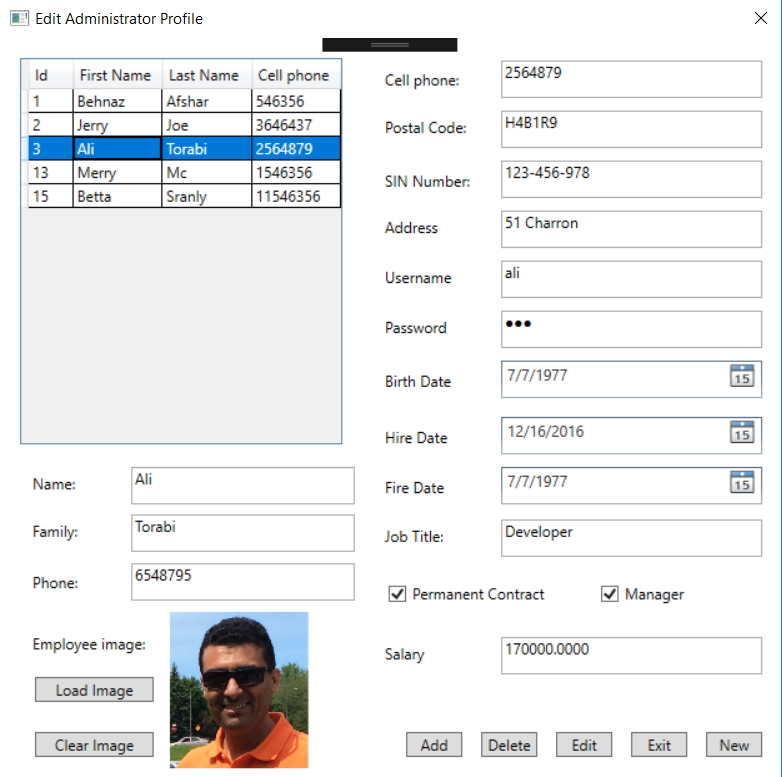 Edit Administrator Profile
Id First Name Last Name Cell phone
1 Behnaz Afshar 546356
2 Jerry Joe 3646437
3 Ali Torabi 2564879
13 Merry Mc 1546356
15 Betta Sranly 11546356
Name: Ali
Family: Torabi
Phone: 6548795
Employee image:
Load Image
Clear Image
Cell phone: 2564879
Postal Code: H4B1R9
SIN Number: 123-456-978
Address 51 Charron
Username ali
Password ●●●
Birth Date 7/7/1977 15
Hire Date 12/16/2016 15
Fire Date 7/7/1977 15
Job Title: Developer
Permanent Contract Manager
Salary 170000.0000
Add Delete Edit Exit New